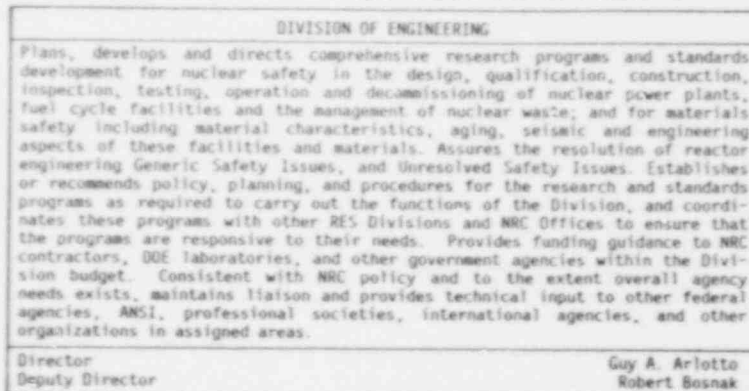 DIVISION OF ENGINEERING
Plans, develops and directs comprehensive research programs and standards
development for nuclear safety in the design, qualification, construction,
inspection, testing, operation and decommissioning of nuclear power plants,
fuel cycle facilities and the management of nuclear waste; and for materials
safety including material characteristics, aging, seismic and engineering
aspects of these facilities and materials. Assures the resolution of reactor
engineering Generic Safety Issues, and Unresolved Safety Issues. Establishes
or recommends policy, planning, and procedures for the research and standards
programs as required to carry out the functions of the Division, and coordi-
nates these programs with other RES Divisions and NRC Offices to ensure that
the programs are responsive to their needs. Provides funding guidance to NRC
contractors, DOE laboratories, and other government agencies within the Divi-
sion budget. Consistent with NRC policy and to the extent overall agency
needs exists, maintains liaison and provides technical input to other federal
agencies, ANSI, professional societies, international agencies, and other
organizations in assigned areas.
Director Guy A. Arlotto
Deputy Director Robert Bosnak